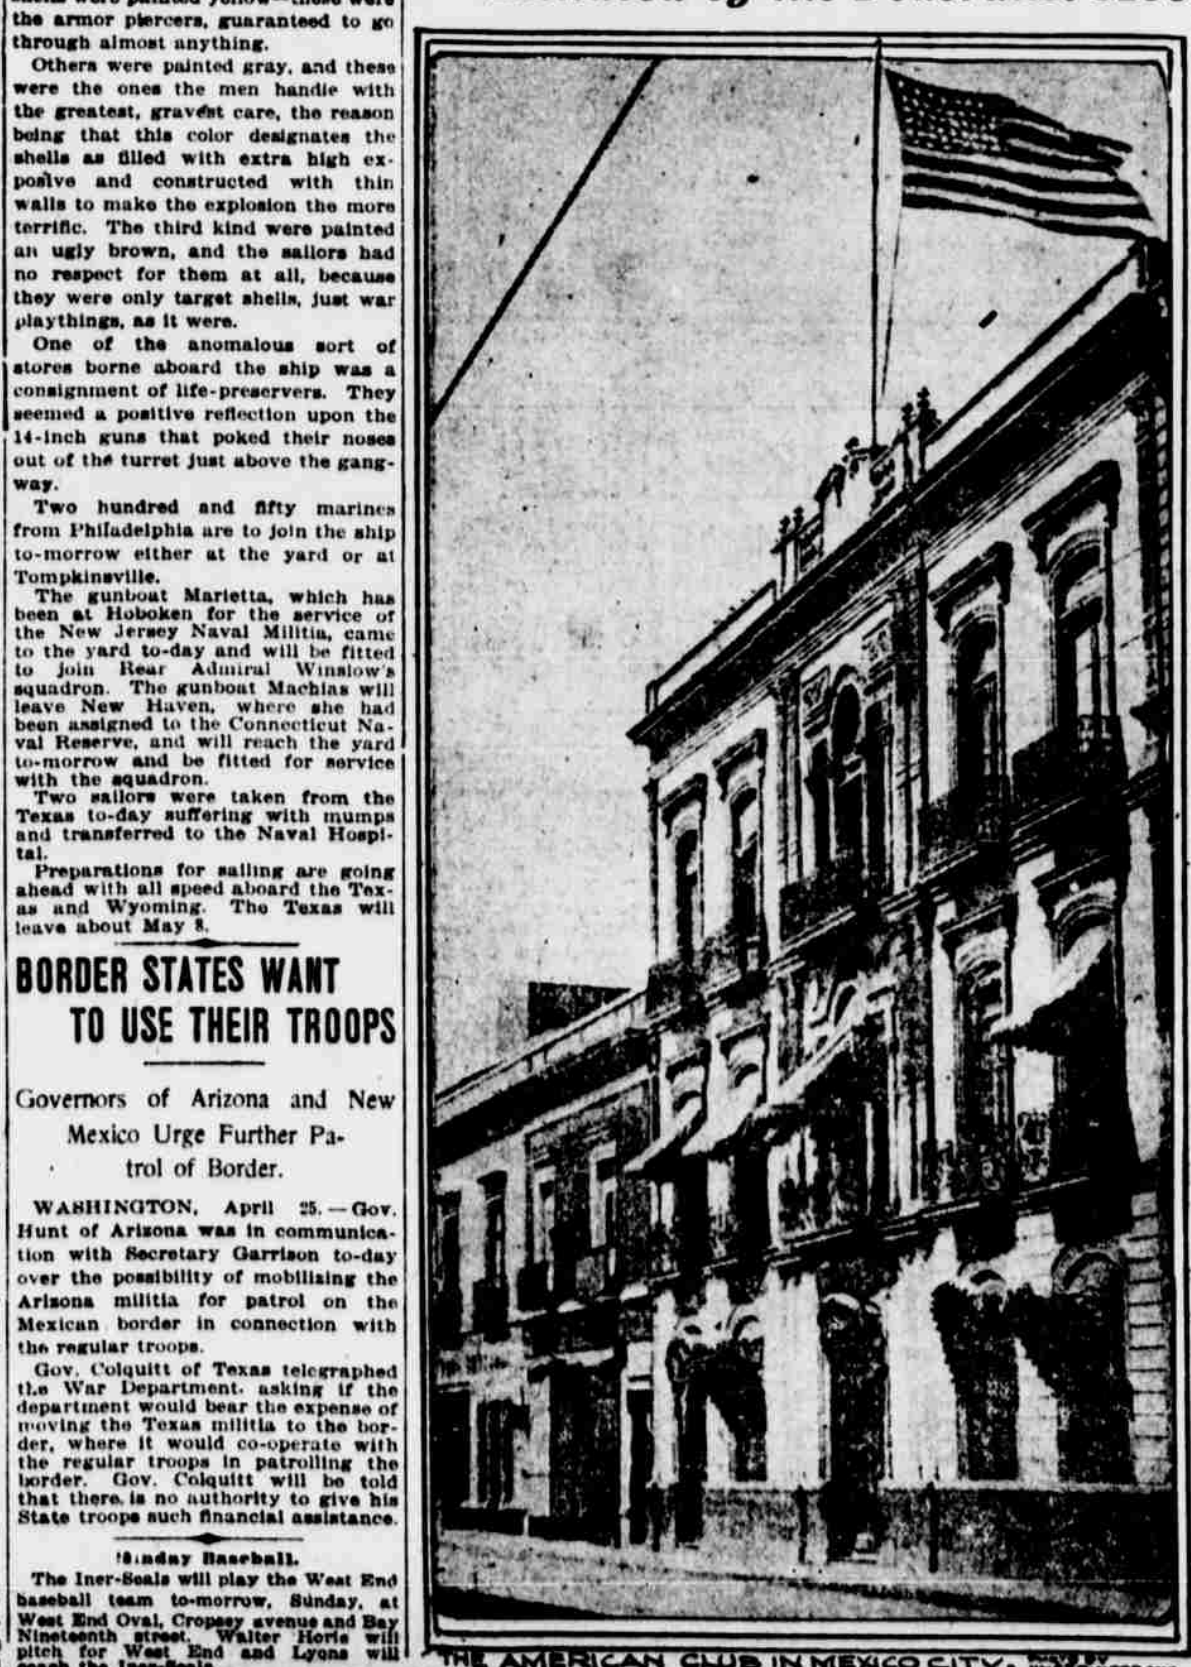 the armor piercers, guaranteed to go
through almost anything.
Others were painted gray, and these
were the ones the men handle with
the greatest, gravest care, the reason
being that this color designates the
shells as filled with extra high ex-
posive and constructed with thin
walls to make the explosion the more
terrific. The third kind were painted
an ugly brown, and the sailors had
no respect for them at all, because
they were only target shells, just war
playthings, as it were.
One of the anomalous sort of
stores borne aboard the ship was a
consignment of life-preservers. They
seemed a positive reflection upon the
14-inch guns that poked their noses
out of the turret just above the gang-
way.
Two hundred and fifty marines
from Philadelphia are to join the ship
to-morrow either at the yard or at
Tompkinsville.
The gunboat Marietta, which has
been at Hoboken for the service of
the New Jersey Naval Militia, came
to the yard to-day and will be fitted
to join Rear Admiral Winslow's
squadron. The gunboat Machias will
leave New Haven, where she had
been assigned to the Connecticut Na-
val Reserve, and will reach the yard
to-morrow and be fitted for service
with the squadron.
Two sailors were taken from the
Texas to-day suffering with mumps
and transferred to the Naval Hospi-
tal.
Preparations for sailing are going
ahead with all speed aboard the Tex-
as and Wyoming. The Texas will
leave about May 8.
BORDER STATES WANT
TO USE THEIR TROOPS
Governors of Arizona and New
Mexico Urge Further Pa-
trol of Border.
WASHINGTON, April 25.—Gov.
Hunt of Arizona was in communica-
tion with Secretary Garrison to-day
over the possibility of mobilizing the
Arizona militia for patrol on the
Mexican border in connection with
the regular troops.
Gov. Colquitt of Texas telegraphed
the War Department, asking if the
department would bear the expense of
moving the Texas militia to the bor-
der, where it would co-operate with
the regular troops in patrolling the
border. Gov. Colquitt will be told
that there is no authority to give his
State troops such financial assistance.
Sunday Baseball.
The Iner-Seals will play the West End
baseball team to-morrow, Sunday, at
West End Oval, Cropsey avenue and Bay
Nineteenth street. Walter Horle will
pitch for West End and Lyons will
THE AMERICAN CLUB IN MEXICO CITY.
PHOTO BY